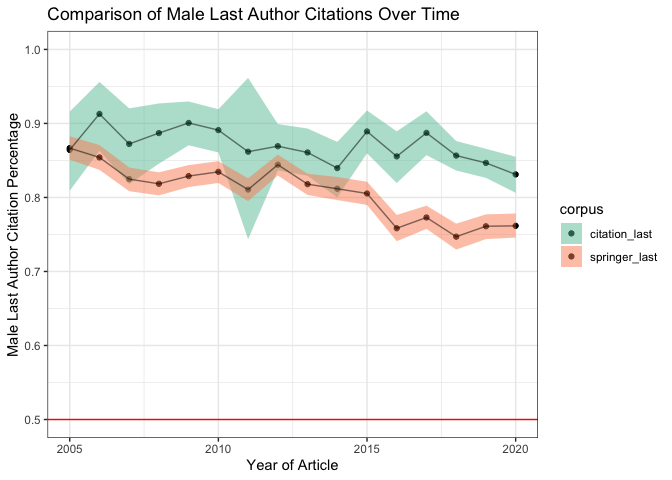 Comparison of Male Last Author Citations Over Time
Male Last Author Citation Percentage
1.0
0.9
0.8
0.7
0.6
0.5
2005
2010
2015
2020
Year of Article
corpus
citation_last
springer_last